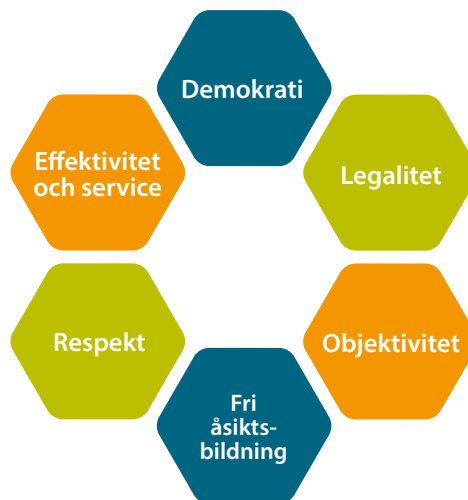 Demokrati
Effektivitet
och service
Legalitet
Respekt
Objektivitet
Fri
åsikts-
bildning